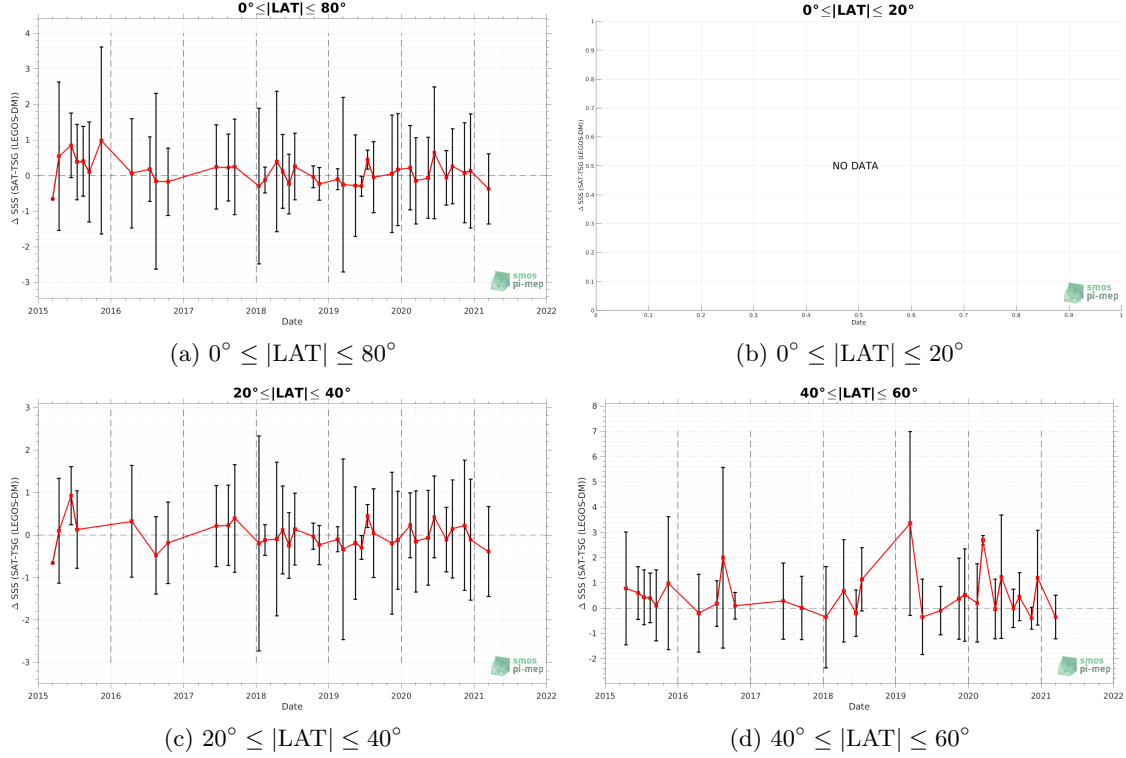 0°≤|LAT|≤ 80°
Δ SSS (SAT-TSG (LEGOS-DM))
4
3
2
1
0
-1
-2
-3
2015 2016 2017 2018 2019 2020 2021 2022
Date
smos
pi-mep
(a) 0° ≤ |LAT| ≤ 80°
0°≤|LAT|≤ 20°
Δ SSS (SAT-TSG (LEGOS-DM))
1
0.9
0.8
0.7
0.6
0.5
0.4
0.3
0.2
0.1
0
NO DATA
0 0.1 0.2 0.3 0.4 0.5 0.6 0.7 0.8 0.9 1
Date
smos
pi-mep
(b) 0° ≤ |LAT| ≤ 20°
20°≤|LAT|≤ 40°
Δ SSS (SAT-TSG (LEGOS-DM))
3
2
1
0
-1
-2
-3
2015 2016 2017 2018 2019 2020 2021 2022
Date
smos
pi-mep
(c) 20° ≤ |LAT| ≤ 40°
40°≤|LAT|≤ 60°
Δ SSS (SAT-TSG (LEGOS-DM))
8
7
6
5
4
3
2
1
0
-1
-2
2015 2016 2017 2018 2019 2020 2021 2022
Date
smos
pi-mep
(d) 40° ≤ |LAT| ≤ 60°